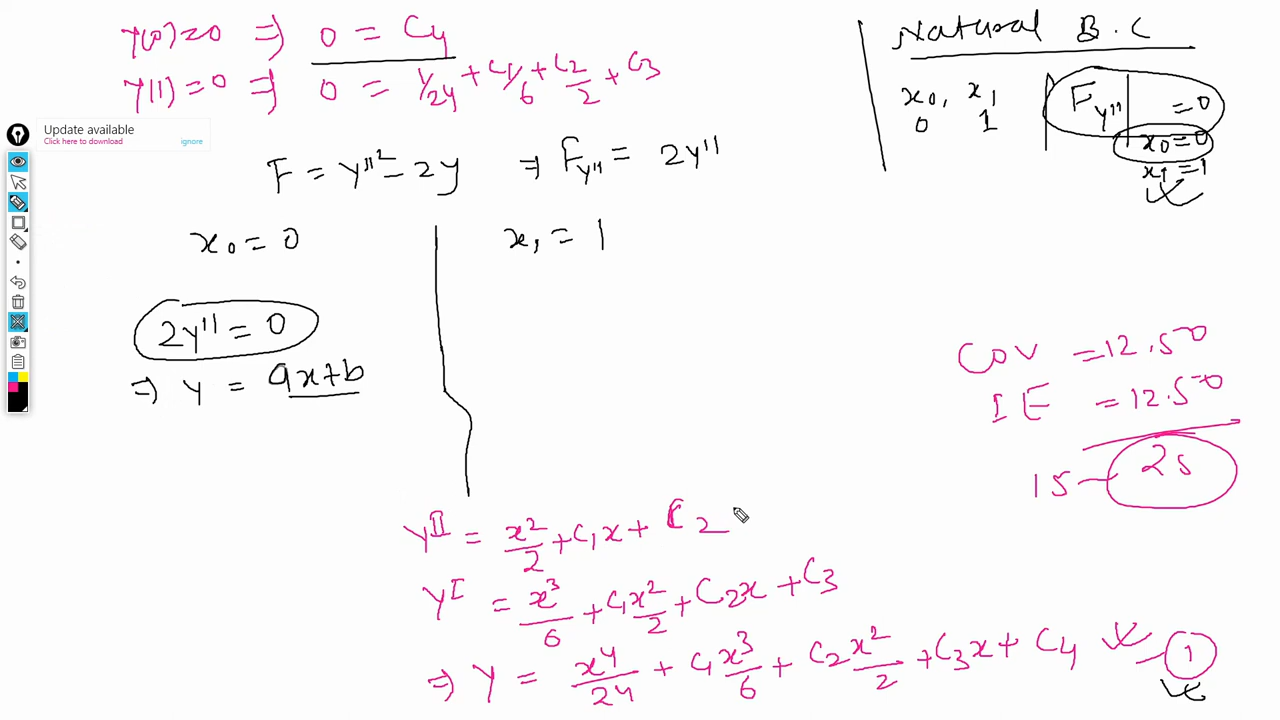 y(0)=0 ⇒ 0 = C4
y(1)=0 ⇒ 0 = 1/24 + C1/6 + C2/2 + C3
Natural B.C
x0, x1 | Fy'' | =0
0 1 x0=0
x1=1
Update available
Click here to download ignore
F = y''² - 2y ⇒ Fy'' = 2y''
x0 = 0
x1 = 1
2y'' = 0
⇒ y = ax+b
COV = 12.50
IE = 12.50
15 - 25
y^II = x²/2 + C1x + C2
y^I = x³/6 + C1x²/2 + C2x + C3
⇒ y = x⁴/24 + C1x³/6 + C2x²/2 + C3x + C4 - 1